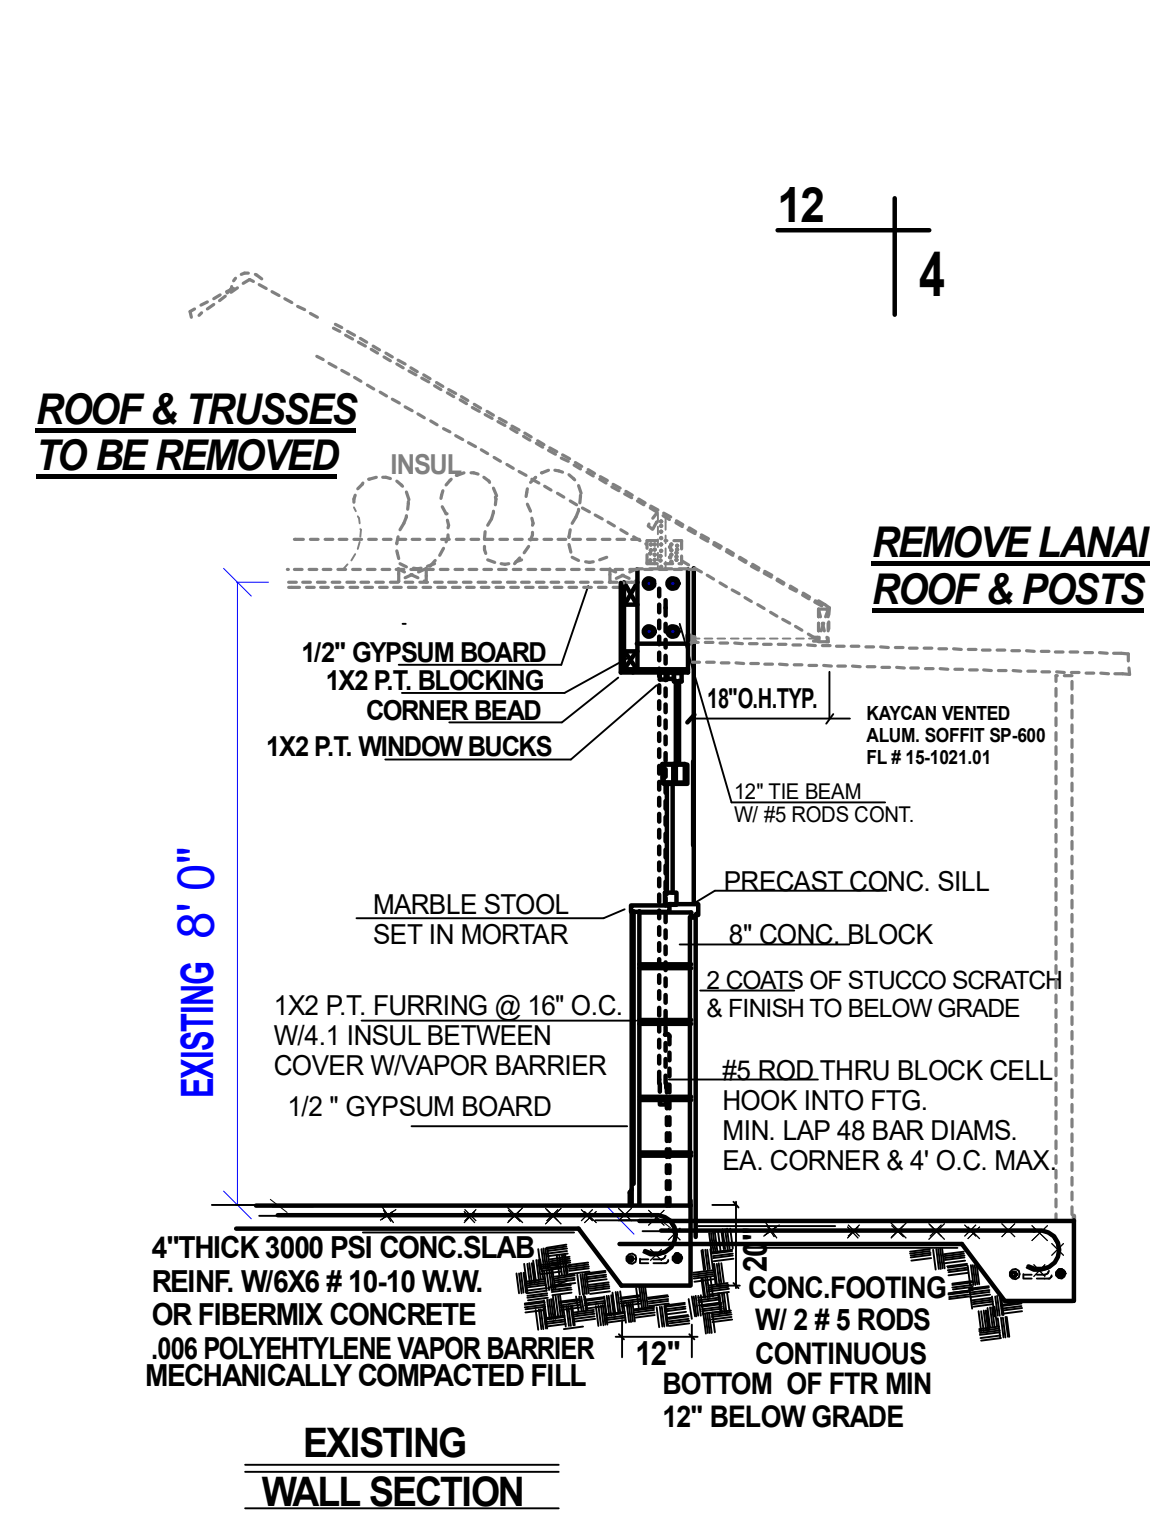 12
4
ROOF & TRUSSES
TO BE REMOVED
INSUL
REMOVE LANAI
ROOF & POSTS
1/2" GYPSUM BOARD
1X2 P.T. BLOCKING
CORNER BEAD
1X2 P.T. WINDOW BUCKS
18"O.H.TYP.
KAYCAN VENTED
ALUM. SOFFIT SP-600
FL # 15-1021.01
12" TIE BEAM
W/ #5 RODS CONT.
EXISTING 8' 0"
MARBLE STOOL
SET IN MORTAR
PRECAST CONC. SILL
8" CONC. BLOCK
2 COATS OF STUCCO SCRATCH
& FINISH TO BELOW GRADE
1X2 P.T. FURRING @ 16" O.C.
W/4.1 INSUL BETWEEN
COVER W/VAPOR BARRIER
1/2 " GYPSUM BOARD
#5 ROD THRU BLOCK CELL
HOOK INTO FTG.
MIN. LAP 48 BAR DIAMS.
EA. CORNER & 4' O.C. MAX.
4"THICK 3000 PSI CONC.SLAB
REINF. W/6X6 # 10-10 W.W.
OR FIBERMIX CONCRETE
.006 POLYEHTYLENE VAPOR BARRIER
MECHANICALLY COMPACTED FILL
20"
12"
CONC.FOOTING
W/ 2 # 5 RODS
CONTINUOUS
BOTTOM OF FTR MIN
12" BELOW GRADE
EXISTING
WALL SECTION